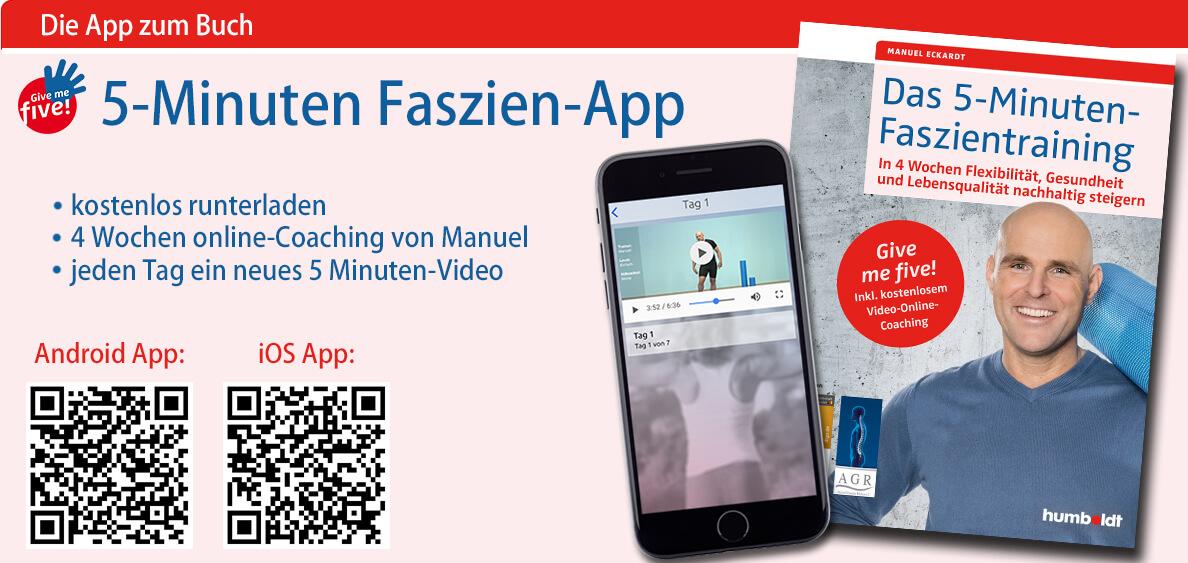 Die App zum Buch
Give me
five!
5-Minuten Faszien-App
• kostenlos runterladen
• 4 Wochen online-Coaching von Manuel
• jeden Tag ein neues 5 Minuten-Video
Android App:
iOS App:
Tag 1
3:52 / 6:36
Tag 1
Tag 1 von 7
MANUEL ECKARDT
Das 5-Minuten-
Faszientraining
In 4 Wochen Flexibilität, Gesundheit
und Lebensqualität nachhaltig steigern
Give
me five!
Inkl. kostenlosem
Video-Online-
Coaching
AGR
humboldt